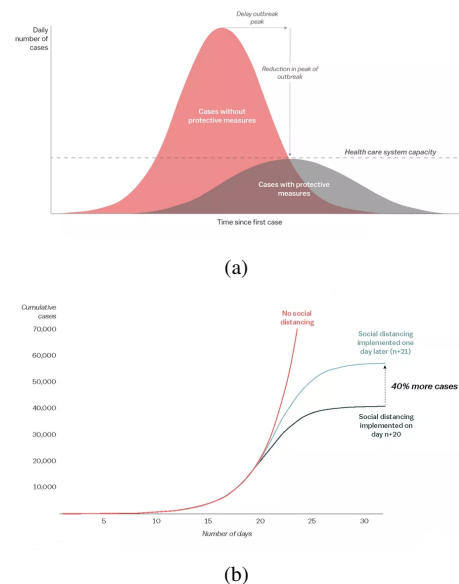 Delay outbreak
peak
Daily
number of
cases
Reduction in peak of
outbreak
Cases without
protective measures
Health care system capacity
Cases with protective
measures
Time since first case
(a)
Cumulative
cases
70,000
60,000
50,000
40,000
30,000
20,000
10,000
No social
distancing
Social distancing
implemented one
day later (n+21)
40% more cases
Social distancing
implemented on
day n+20
5 10 15 20 25 30
Number of days
(b)